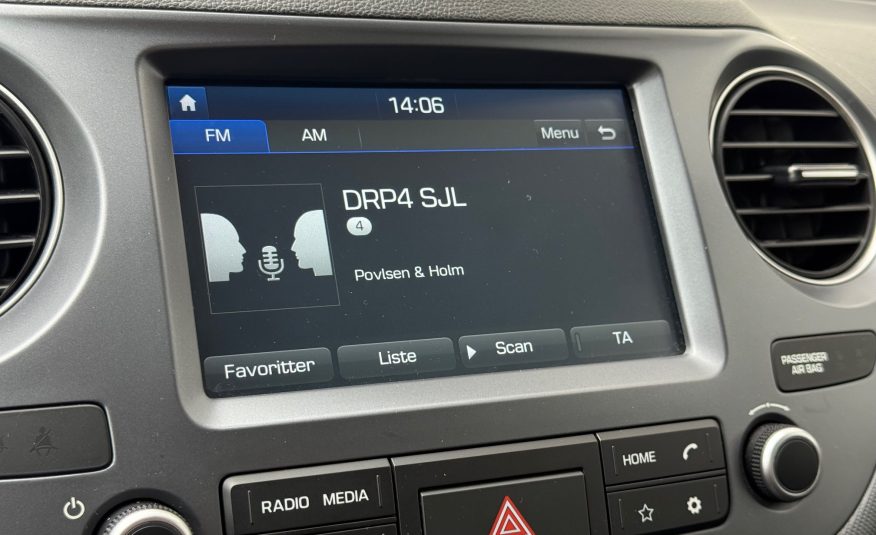 14:06
FM AM Menu
DRP4 SJL
4
Povlsen & Holm
Favoritter Liste Scan TA
PASSENGER
AIR BAG
RADIO MEDIA
HOME